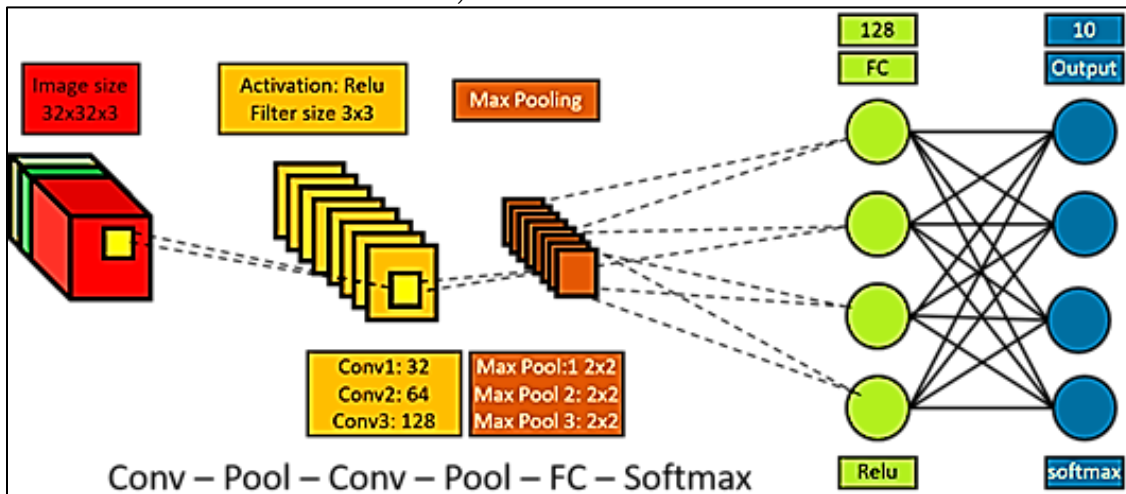 Image size
32x32x3
Activation: Relu
Filter size 3x3
Max Pooling
128
FC
10
Output
Conv1: 32
Conv2: 64
Conv3: 128
Max Pool:1 2x2
Max Pool 2: 2x2
Max Pool 3: 2x2
Relu
softmax
Conv – Pool – Conv – Pool – FC – Softmax